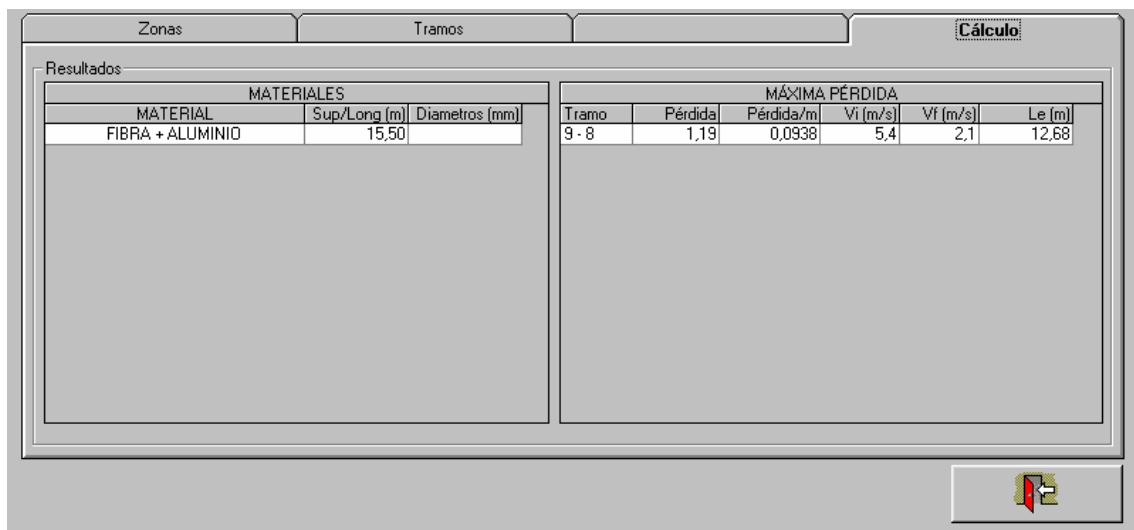 Zonas Tramos Cálculo
Resultados
MATERIALES MÁXIMA PÉRDIDA
MATERIAL Sup/Long (m) Diametros (mm) Tramo Pérdida Pérdida/m Vi (m/s) Vf (m/s) Le (m)
FIBRA + ALUMINIO 15,50 9 - 8 1,19 0,0938 5,4 2,1 12,68